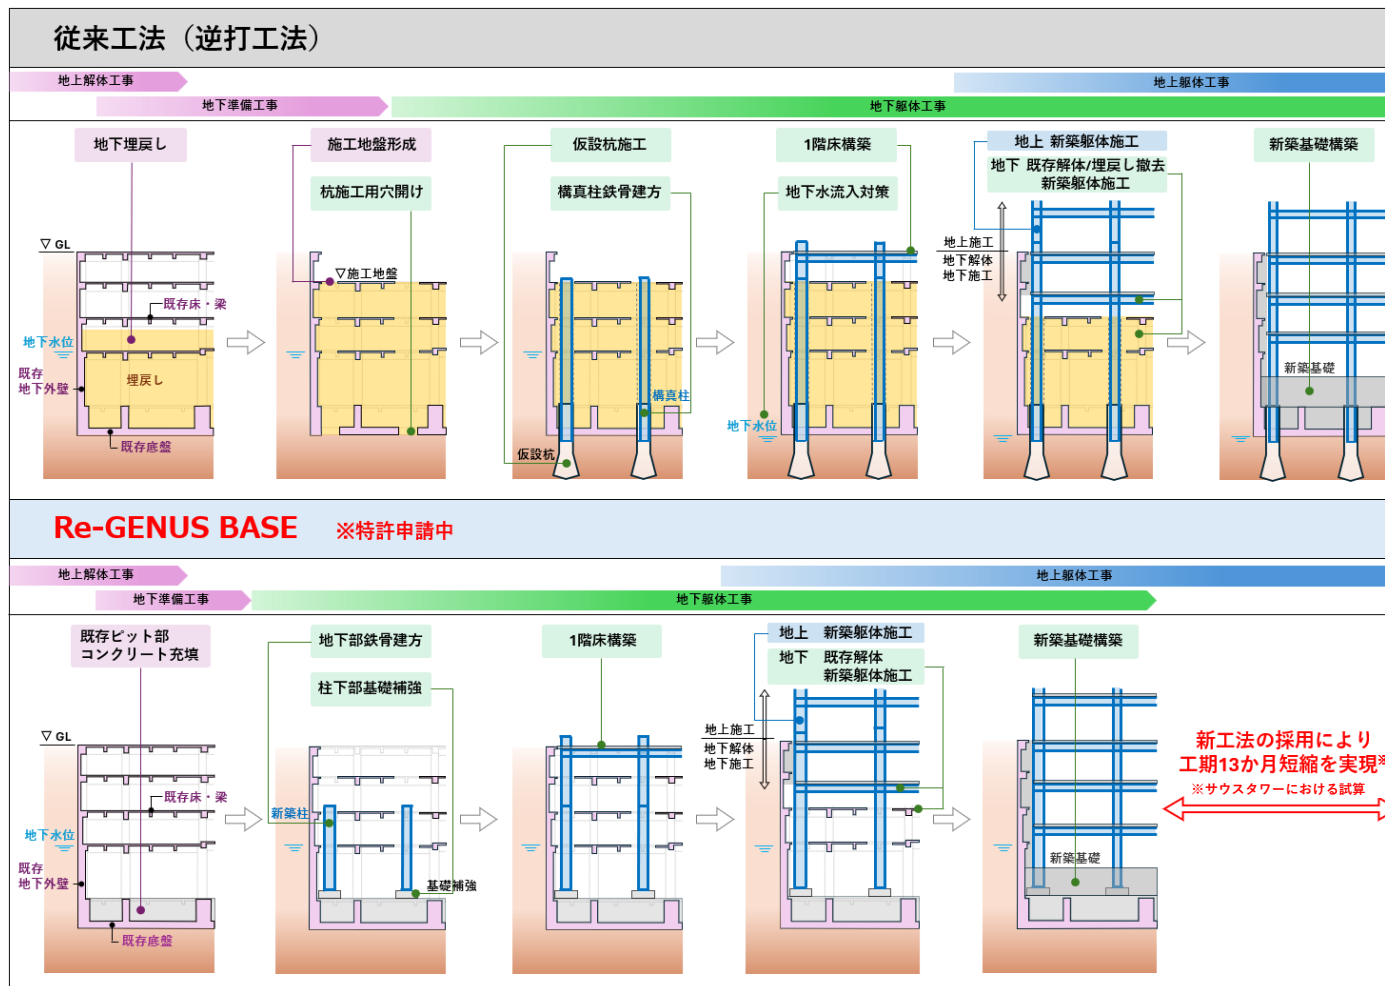 従来工法（逆打工法）
地上解体工事
地上躯体工事
地下準備工事
地下躯体工事
地下埋戻し
施工地盤形成
杭施工用穴開け
仮設杭施工
構真柱鉄骨建方
1階床構築
地下水流入対策
地上 新築躯体施工
地下 既存解体/埋戻し撤去
新築躯体施工
新築基礎構築
▽ GL
既存床・梁
地下水位
既存
地下外壁
埋戻し
既存底盤
▽施工地盤
構真柱
仮設杭
地下水位
地上施工
地下解体
地下施工
新築基礎
Re-GENUS BASE ※特許申請中
地上解体工事
地上躯体工事
地下準備工事
地下躯体工事
既存ピット部
コンクリート充填
地下部鉄骨建方
柱下部基礎補強
1階床構築
地上 新築躯体施工
地下 既存解体
新築躯体施工
新築基礎構築
▽ GL
既存床・梁
地下水位
既存
地下外壁
既存底盤
新築柱
基礎補強
地上施工
地下解体
地下施工
新築基礎
新工法の採用により
工期13か月短縮を実現※
※サウスタワーにおける試算